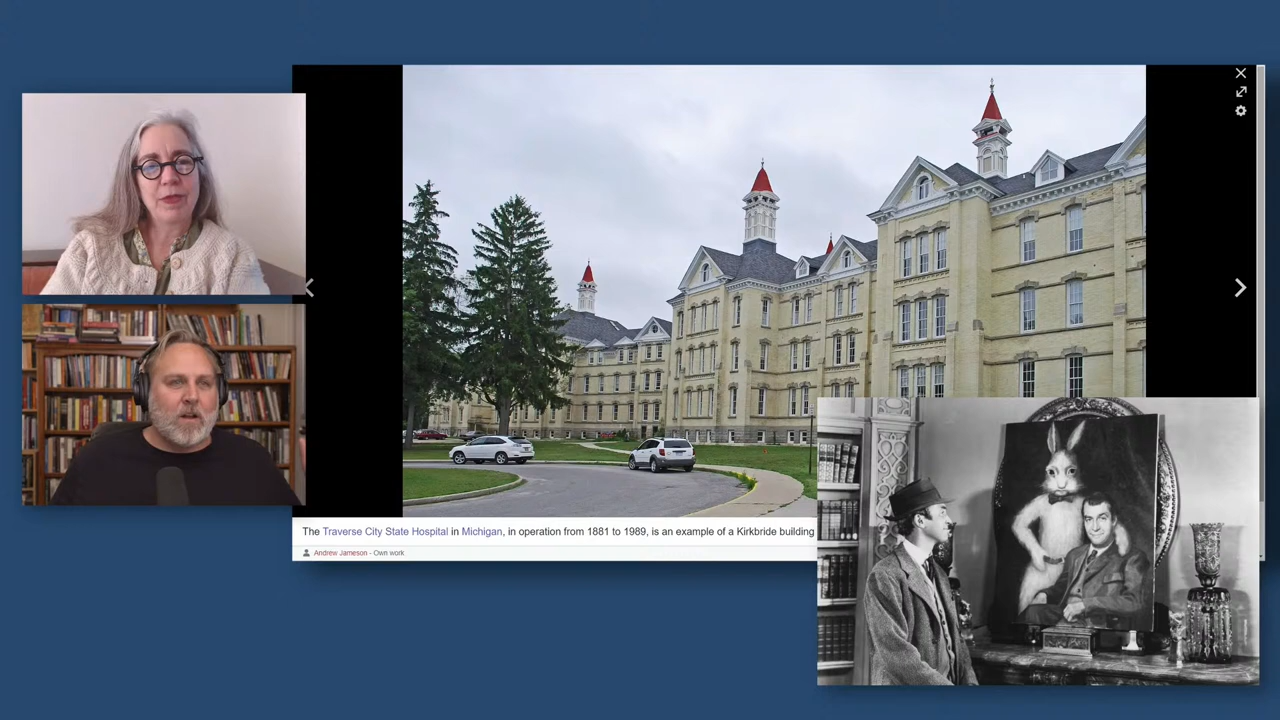 The Traverse City State Hospital in Michigan, in operation from 1881 to 1989, is an example of a Kirkbride building
Andrew Jameson - Own work